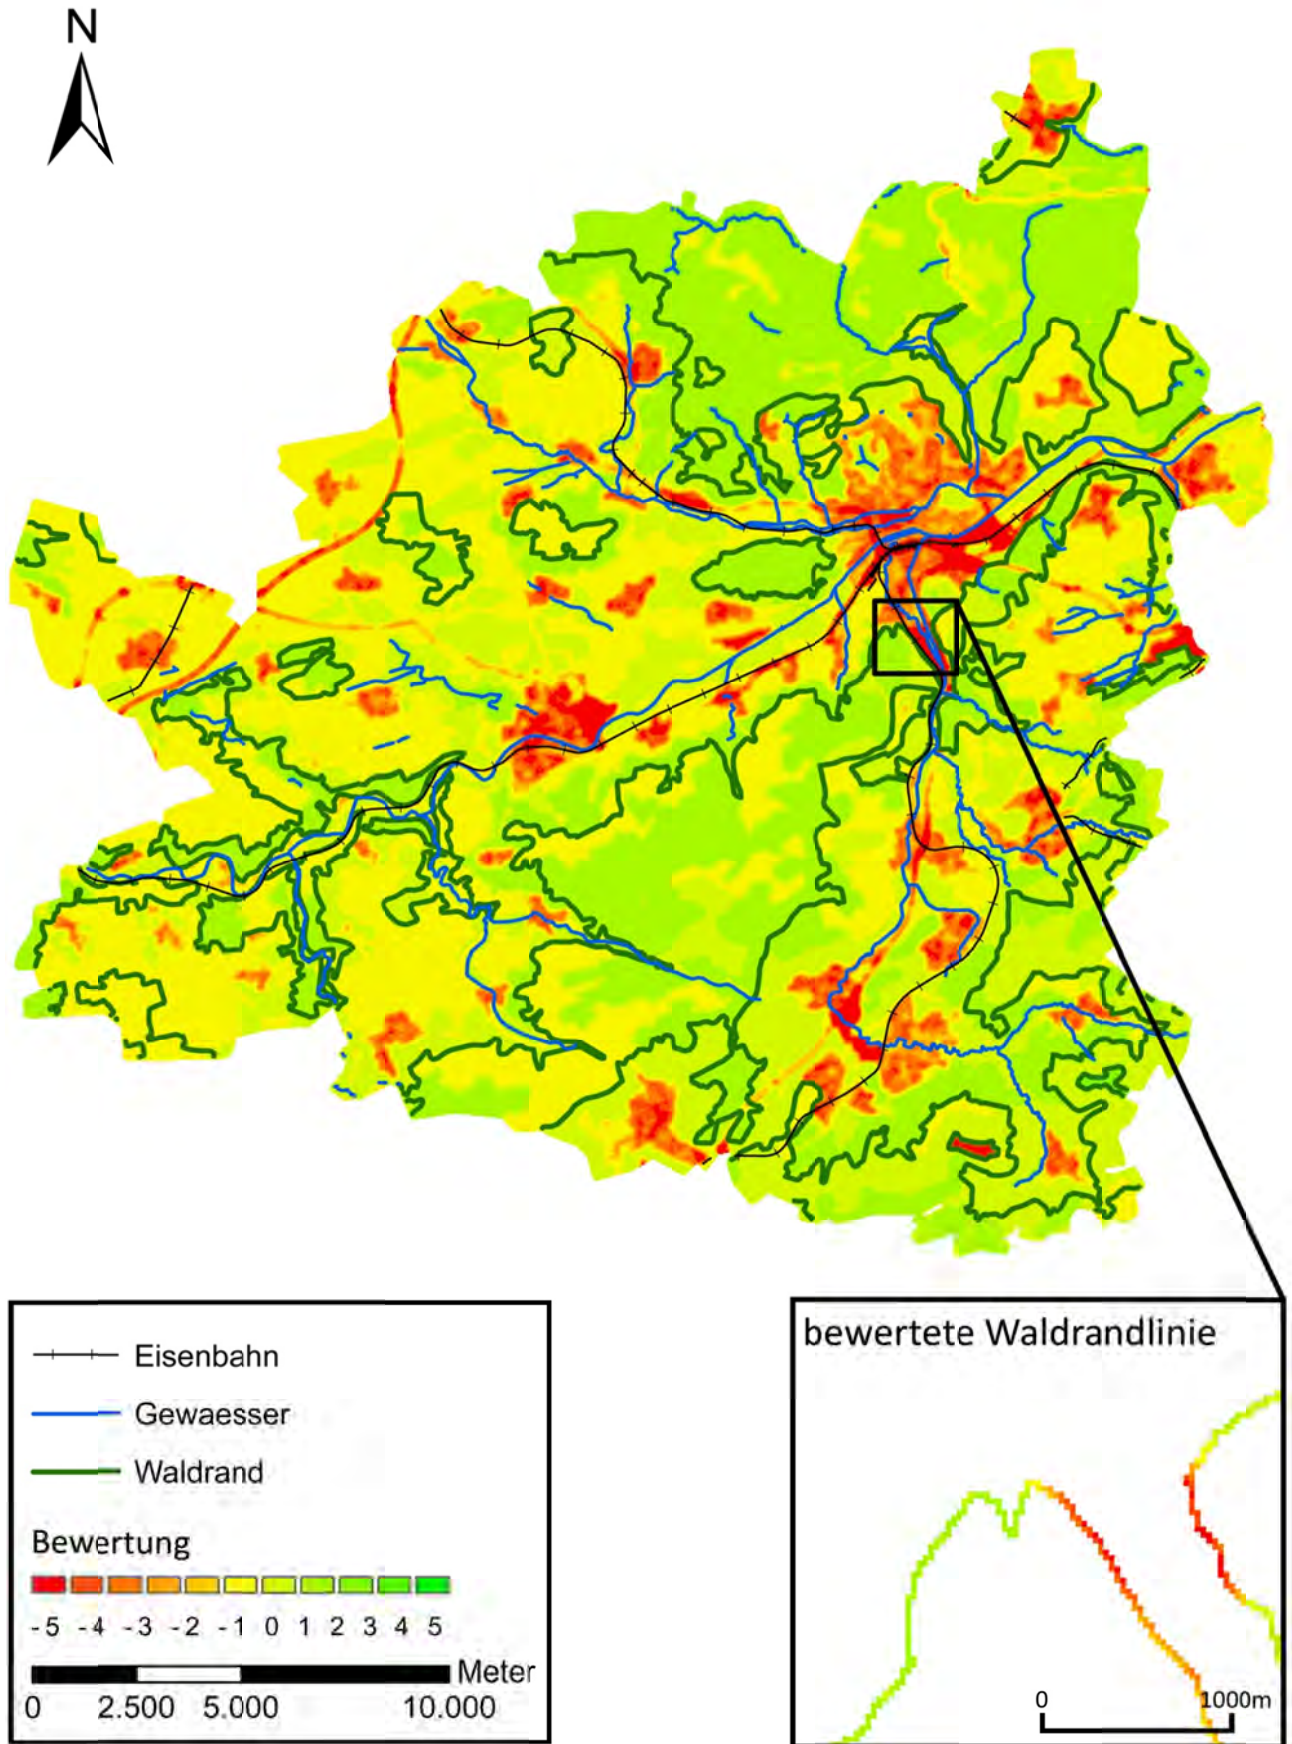 N
Eisenbahn
Gewaesser
Waldrand
Bewertung
-5 -4 -3 -2 -1 0 1 2 3 4 5
Meter
0 2.500 5.000 10.000
bewertete Waldrandlinie
0 1000m